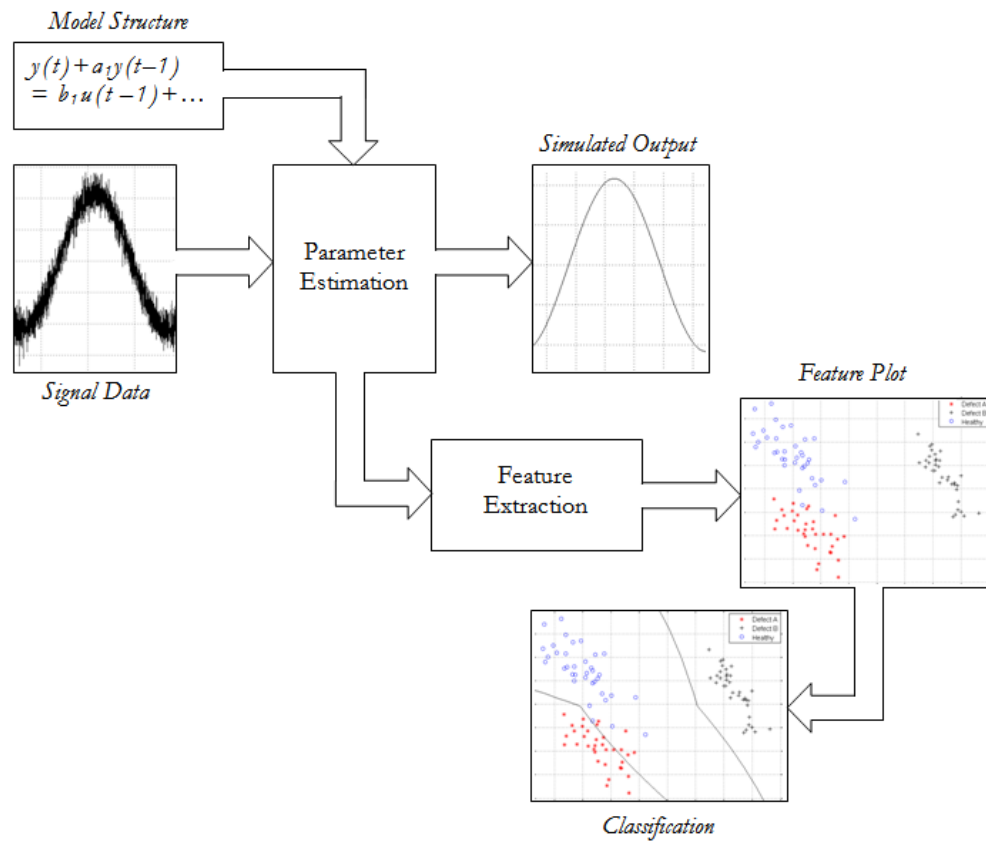 Model Structure
y(t)+a₁y(t−1)
= b₁u(t−1)+...
Simulated Output
Parameter
Estimation
Signal Data
Feature Plot
Defect A
Defect B
Healthy
Feature
Extraction
Defect A
Defect B
Healthy
Classification